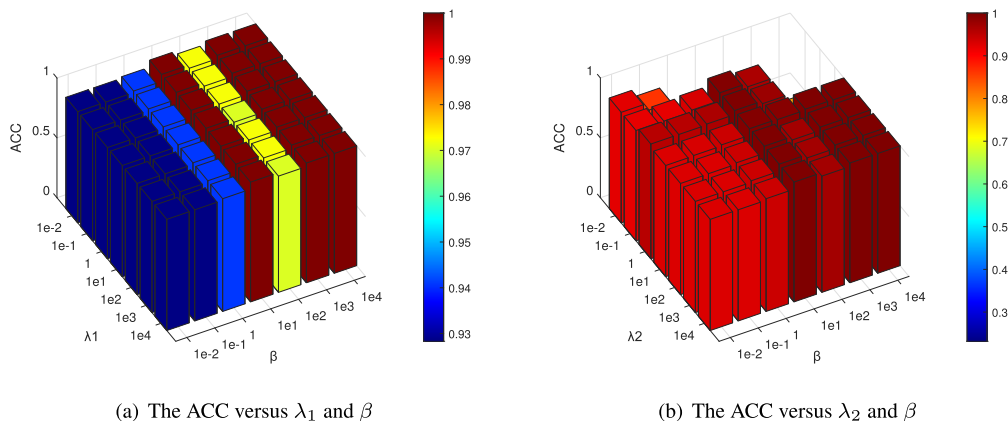 1
0.5
0
ACC
1e-2
1e-1
1
1e1
1e2
1e3
1e4
λ1
1e-2
1e-1
1
1e1
1e2
1e3
1e4
β
1
0.99
0.98
0.97
0.96
0.95
0.94
0.93
(a) The ACC versus λ₁ and β
1
0.5
0
ACC
1e-2
1e-1
1
1e1
1e2
1e3
1e4
λ2
1e-2
1e-1
1
1e1
1e2
1e3
1e4
β
1
0.9
0.8
0.7
0.6
0.5
0.4
0.3
(b) The ACC versus λ₂ and β